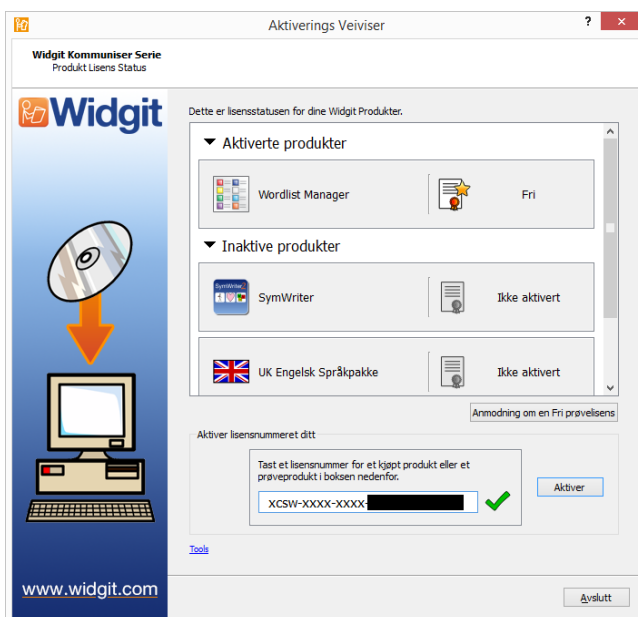 Aktiverings Veiviser
?
Widgit Kommuniser Serie
Produkt Lisens Status
Widgit
Dette er lisensstatusen for dine Widgit Produkter.
Aktiverte produkter
Wordlist Manager
Fri
Inaktive produkter
SymWriter2
SymWriter
Ikke aktivert
UK Engelsk Språkpakke
Ikke aktivert
Anmodning om en Fri prøvelisens
Aktiver lisensnummeret ditt
Tast et lisensnummer for et kjøpt produkt eller et
prøveprodukt i boksen nedenfor.
XCSW-XXXX-XXXX-
Aktiver
Tools
www.widgit.com
Avslutt